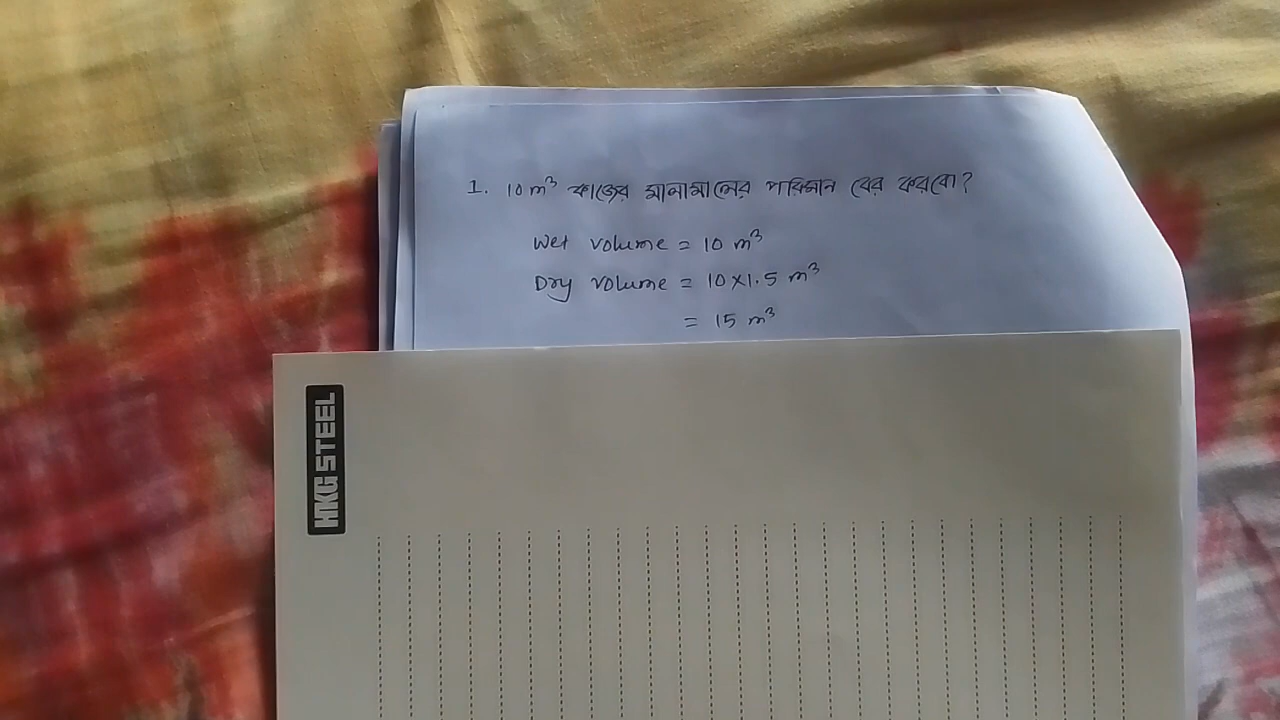 1. 10 m³ কাজের মালামালের পরিমান বের করবো?
Wet volume = 10 m³
Dry volume = 10 x 1.5 m³
= 15 m³
HKG STEEL